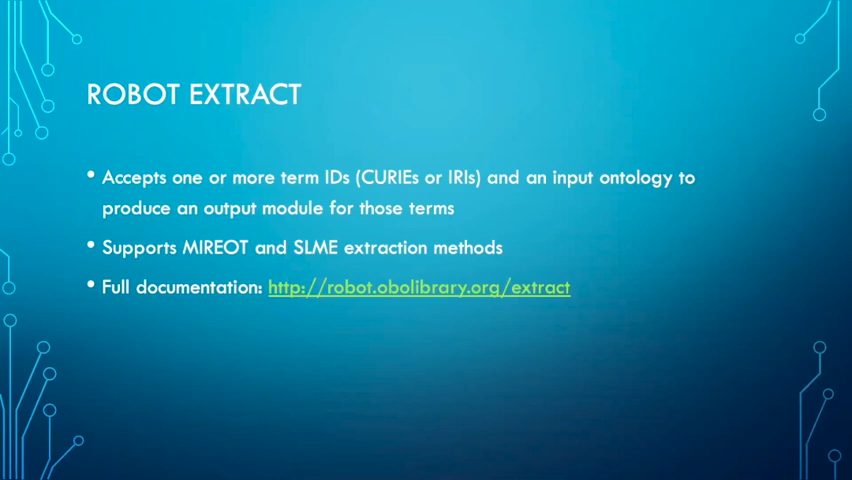 ROBOT EXTRACT
• Accepts one or more term IDs (CURIEs or IRIs) and an input ontology to
produce an output module for those terms
• Supports MIREOT and SLME extraction methods
• Full documentation: http://robot.obolibrary.org/extract